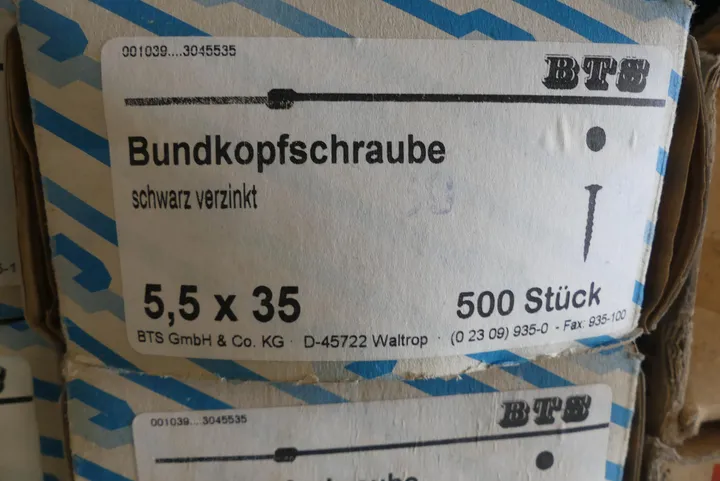 001039....3045535
BTS
Bundkopfschraube
schwarz verzinkt
5,5 x 35
500 Stück
BTS GmbH & Co. KG · D-45722 Waltrop · (0 23 09) 935-0 - Fax: 935-100
001039....3045535
BTS